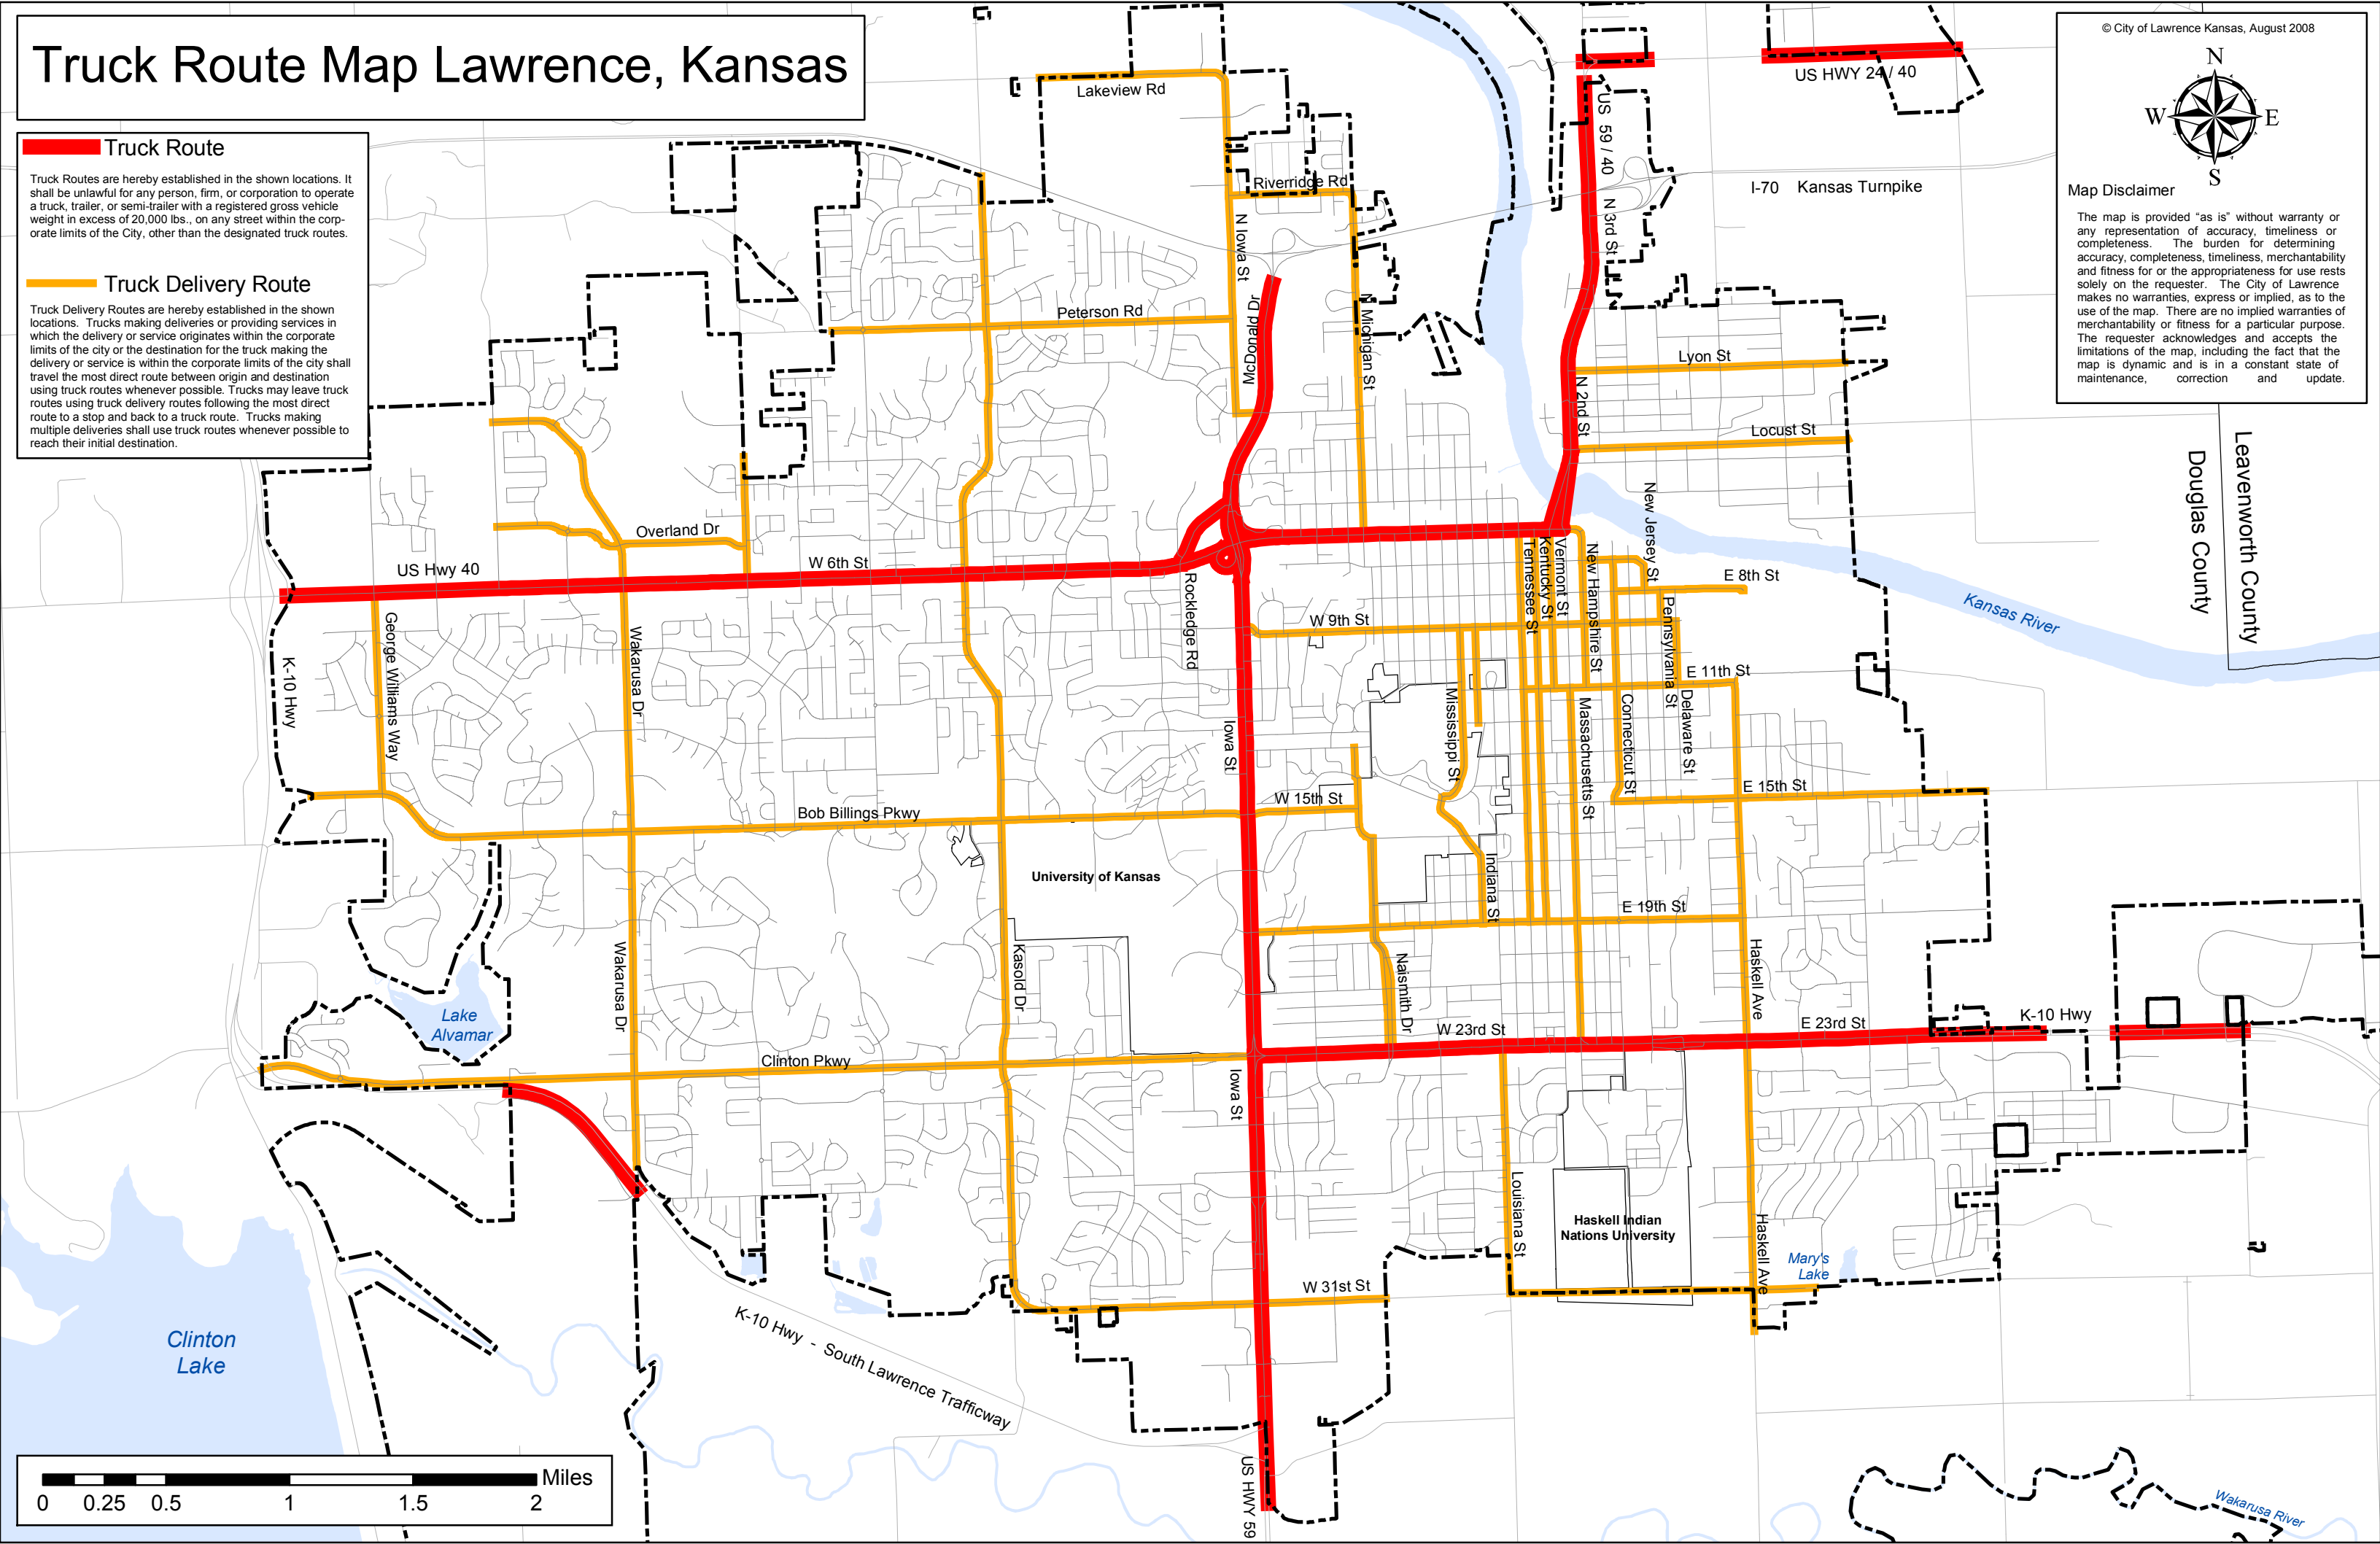 Truck Route Map Lawrence, Kansas
Truck Route
Truck Routes are hereby established in the shown locations. It
shall be unlawful for any person, firm, or corporation to operate
a truck, trailer, or semi-trailer with a registered gross vehicle
weight in excess of 20,000 lbs., on any street within the corp-
orate limits of the City, other than the designated truck routes.
Truck Delivery Route
Truck Delivery Routes are hereby established in the shown
locations. Trucks making deliveries or providing services in
which the delivery or service originates within the corporate
limits of the city or the destination for the truck making the
delivery or service is within the corporate limits of the city shall
travel the most direct route between origin and destination
using truck routes whenever possible. Trucks may leave truck
routes using truck delivery routes following the most direct
route to a stop and back to a truck route. Trucks making
multiple deliveries shall use truck routes whenever possible to
reach their initial destination.
© City of Lawrence Kansas, August 2008
N
W
E
S
Map Disclaimer
The map is provided “as is” without warranty or
any representation of accuracy, timeliness or
completeness. The burden for determining
accuracy, completeness, timeliness, merchantability
and fitness for or the appropriateness for use rests
solely on the requester. The City of Lawrence
makes no warranties, express or implied, as to the
use of the map. There are no implied warranties of
merchantability or fitness for a particular purpose.
The requester acknowledges and accepts the
limitations of the map, including the fact that the
map is dynamic and is in a constant state of
maintenance, correction and update.
Lakeview Rd
US HWY 24 / 40
US 59 / 40
I-70 Kansas Turnpike
Riverridge Rd
N Iowa St
N 3rd St
Peterson Rd
McDonald Dr
N Michigan St
Lyon St
N 2nd St
Locust St
Leavenworth County
Douglas County
Overland Dr
New Jersey St
US Hwy 40
W 6th St
Tennessee St
Kentucky St
Vermont St
New Hampshire St
E 8th St
Kansas River
Rockledge Rd
Pennsylvania St
W 9th St
George Williams Way
Wakarusa Dr
K-10 Hwy
E 11th St
Mississippi St
Massachusetts St
Connecticut St
Delaware St
Iowa St
Bob Billings Pkwy
W 15th St
E 15th St
University of Kansas
Indiana St
E 19th St
Wakarusa Dr
Kasold Dr
Naismith Dr
Haskell Ave
Lake
Alvamar
W 23rd St
E 23rd St
K-10 Hwy
Clinton Pkwy
Iowa St
Louisiana St
Haskell Indian
Nations University
Haskell Ave
Mary's
Lake
W 31st St
K-10 Hwy - South Lawrence Trafficway
Clinton
Lake
US HWY 59
Wakarusa River
Miles
0 0.25 0.5 1 1.5 2